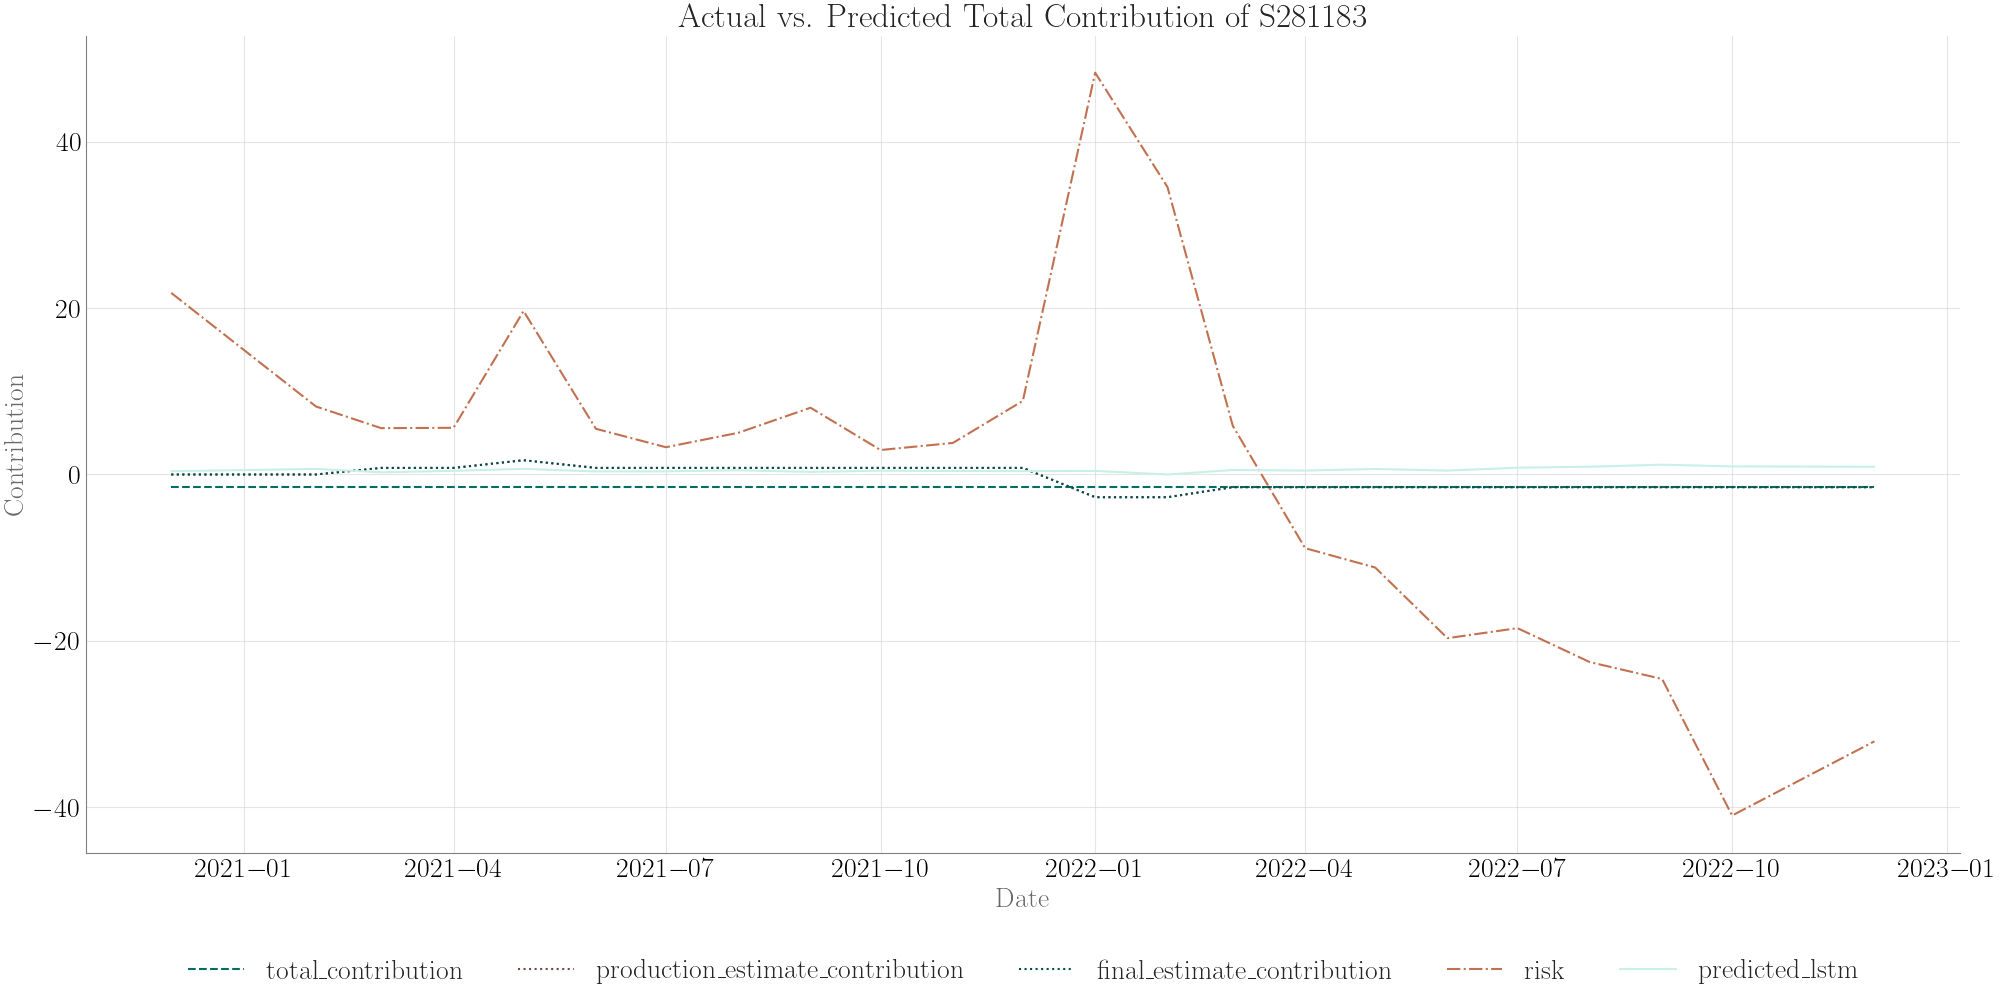 Actual vs. Predicted Total Contribution of S281183
Contribution
40
20
0
−20
−40
2021−01 2021−04 2021−07 2021−10 2022−01 2022−04 2022−07 2022−10 2023−01
Date
total_contribution production_estimate_contribution final_estimate_contribution risk predicted_lstm